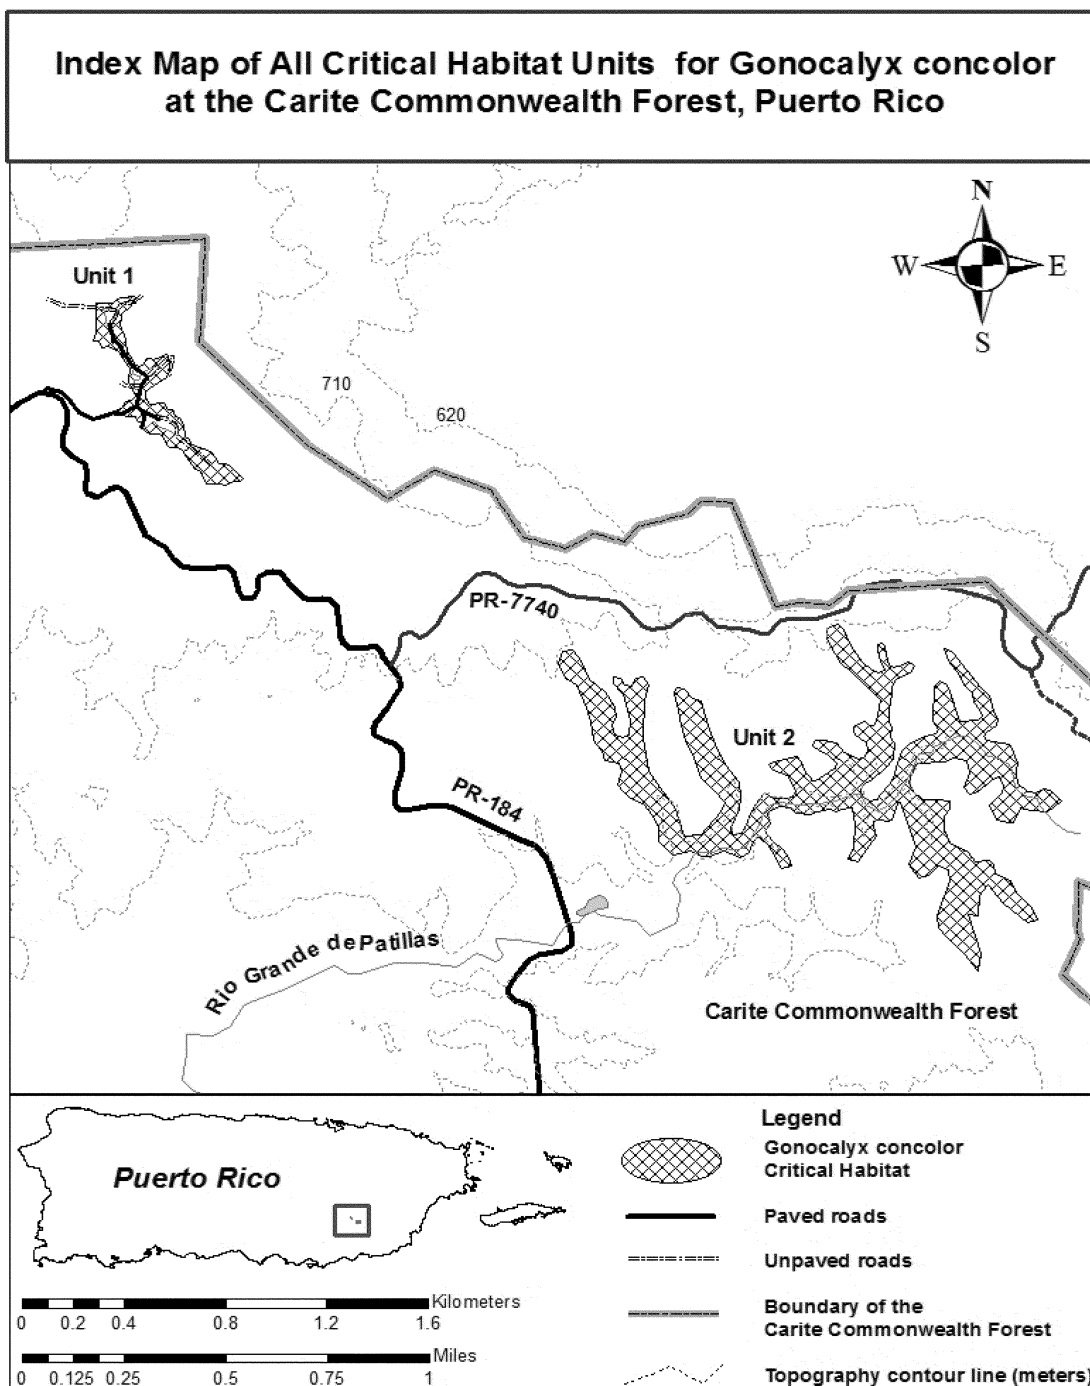 Index Map of All Critical Habitat Units for Gonocalyx concolor
at the Carite Commonwealth Forest, Puerto Rico
N
W E
S
Unit 1
710
620
PR-7740
Unit 2
PR-184
Rio Grande de Patillas
Carite Commonwealth Forest
Puerto Rico
Legend
Gonocalyx concolor
Critical Habitat
Paved roads
Unpaved roads
Boundary of the
Carite Commonwealth Forest
Topography contour line (meters)
Kilometers
0 0.2 0.4 0.8 1.2 1.6
Miles
0 0.125 0.25 0.5 0.75 1